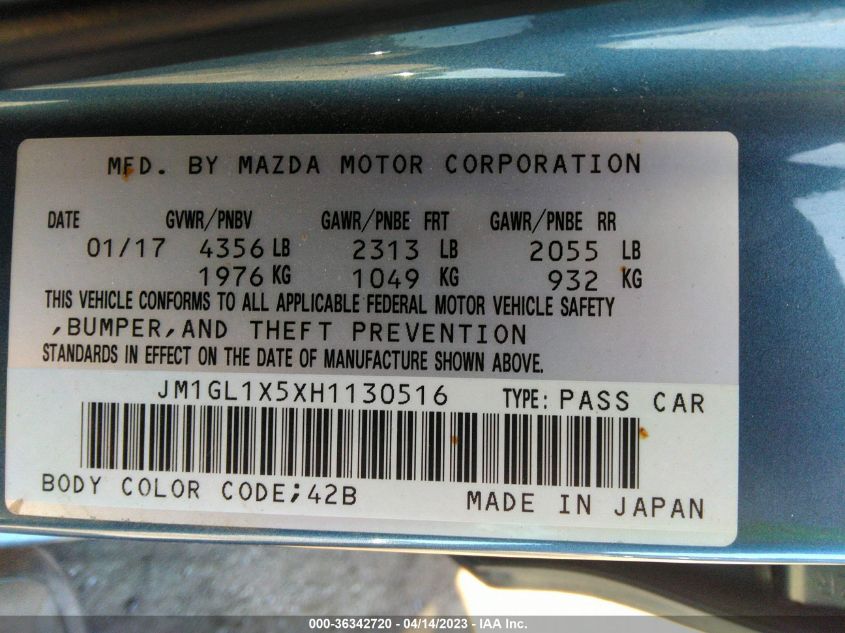 MFD. BY MAZDA MOTOR CORPORATION
DATE GVWR/PNBV GAWR/PNBE FRT GAWR/PNBE RR
01/17 4356 LB 2313 LB 2055 LB
1976 KG 1049 KG 932 KG
THIS VEHICLE CONFORMS TO ALL APPLICABLE FEDERAL MOTOR VEHICLE SAFETY
,BUMPER,AND THEFT PREVENTION
STANDARDS IN EFFECT ON THE DATE OF MANUFACTURE SHOWN ABOVE.
JM1GL1X5XH1130516 TYPE: PASS CAR
BODY COLOR CODE;42B MADE IN JAPAN
000-36342720 - 04/14/2023 - IAA Inc.